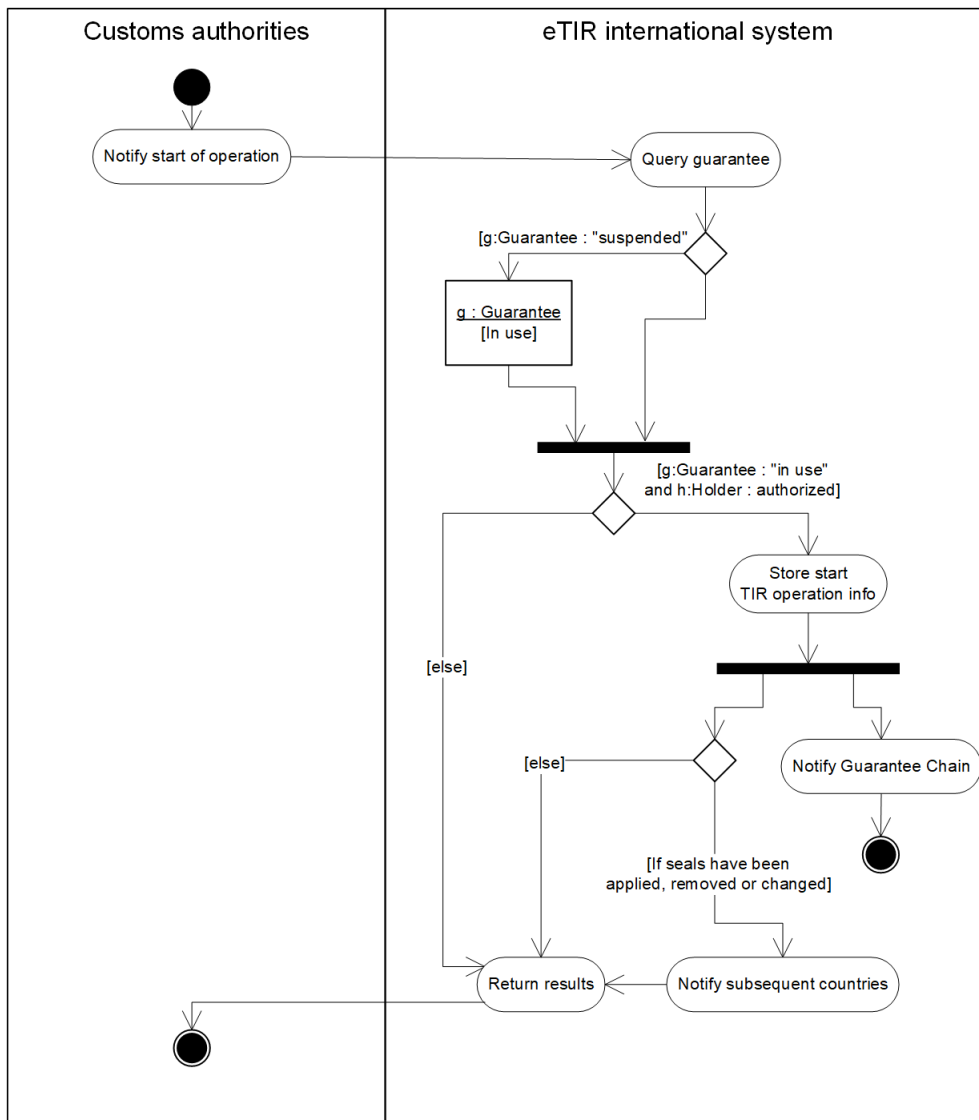 Customs authorities
eTIR international system
Notify start of operation
Query guarantee
[g:Guarantee : "suspended"
g : Guarantee
[In use]
[g:Guarantee : "in use"
and h:Holder : authorized]
Store start
TIR operation info
[else]
[else]
Notify Guarantee Chain
[If seals have been
applied, removed or changed]
Return results
Notify subsequent countries